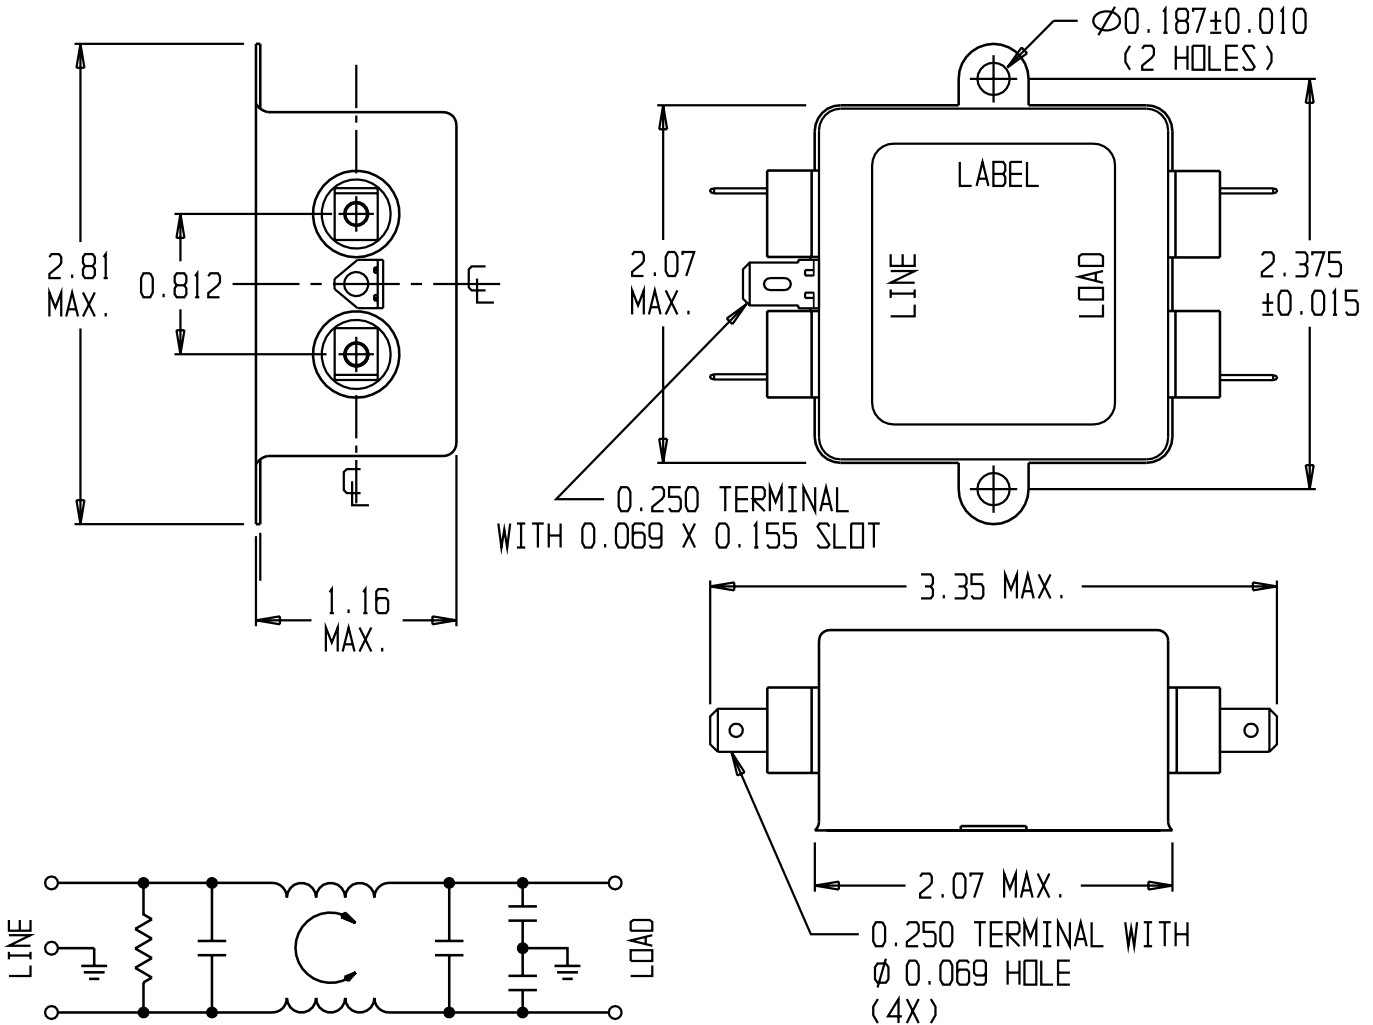 Ø0.187±0.010
(2 HOLES)
2.81
MAX.
0.812
CL
CL
1.16
MAX.
LABEL
LINE
LOAD
2.07
MAX.
2.375
±0.015
0.250 TERMINAL
WITH 0.069 X 0.155 SLOT
3.35 MAX.
2.07 MAX.
0.250 TERMINAL WITH
Ø 0.069 HOLE
(4X)
LINE
LOAD